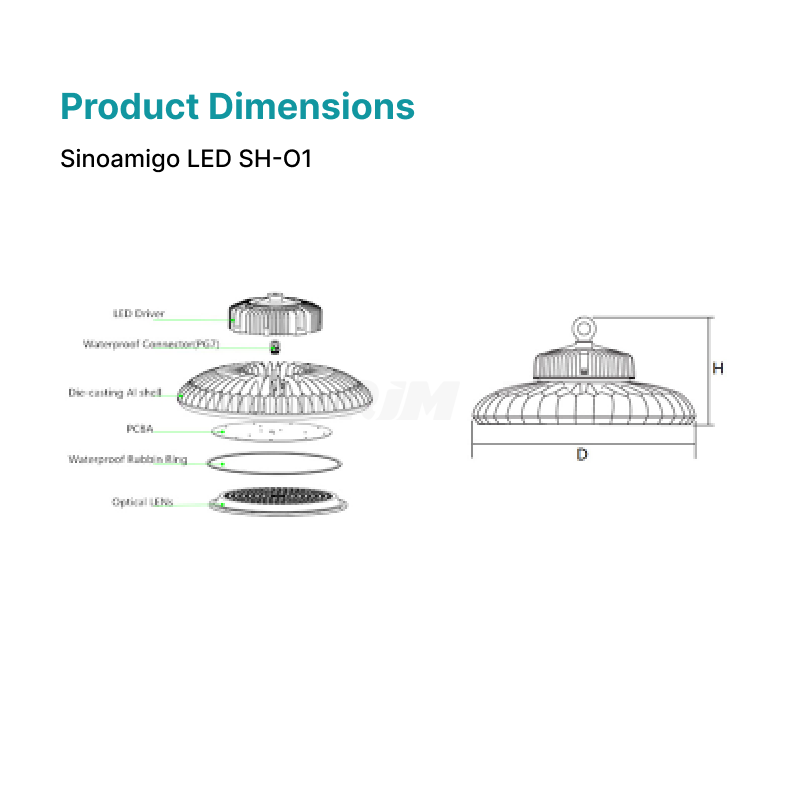 Product Dimensions
Sinoamigo LED SH-O1
LED Driver
Waterproof Connector(PG7)
Die-casting Al shell
PCBA
Waterproof Rubbin Ring
Optical LENs
H
D